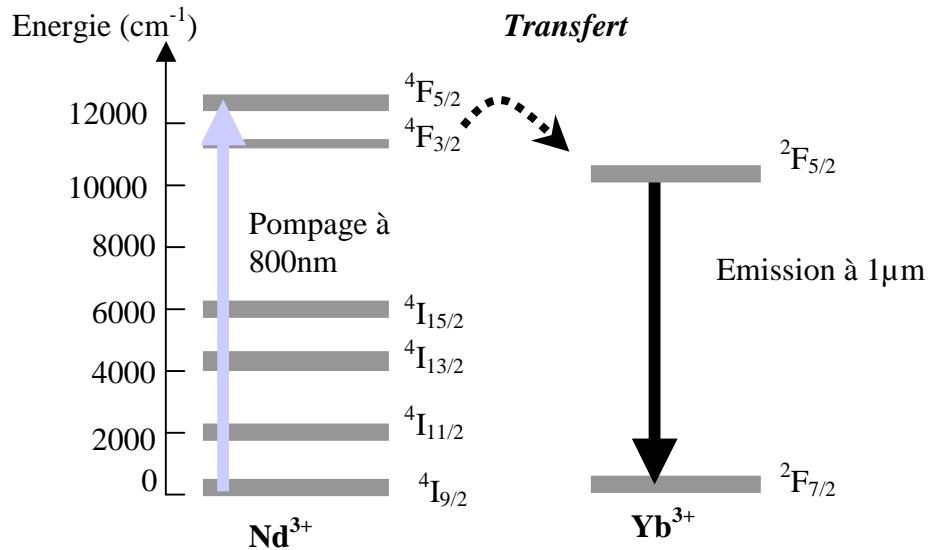 Energie (cm⁻¹)
Transfert
12000
10000
8000
6000
4000
2000
0
⁴F₅/₂
⁴F₃/₂
Pompage à
800nm
⁴I₁₅/₂
⁴I₁₃/₂
⁴I₁₁/₂
⁴I₉/₂
Nd³⁺
²F₅/₂
Emission à 1µm
²F₇/₂
Yb³⁺